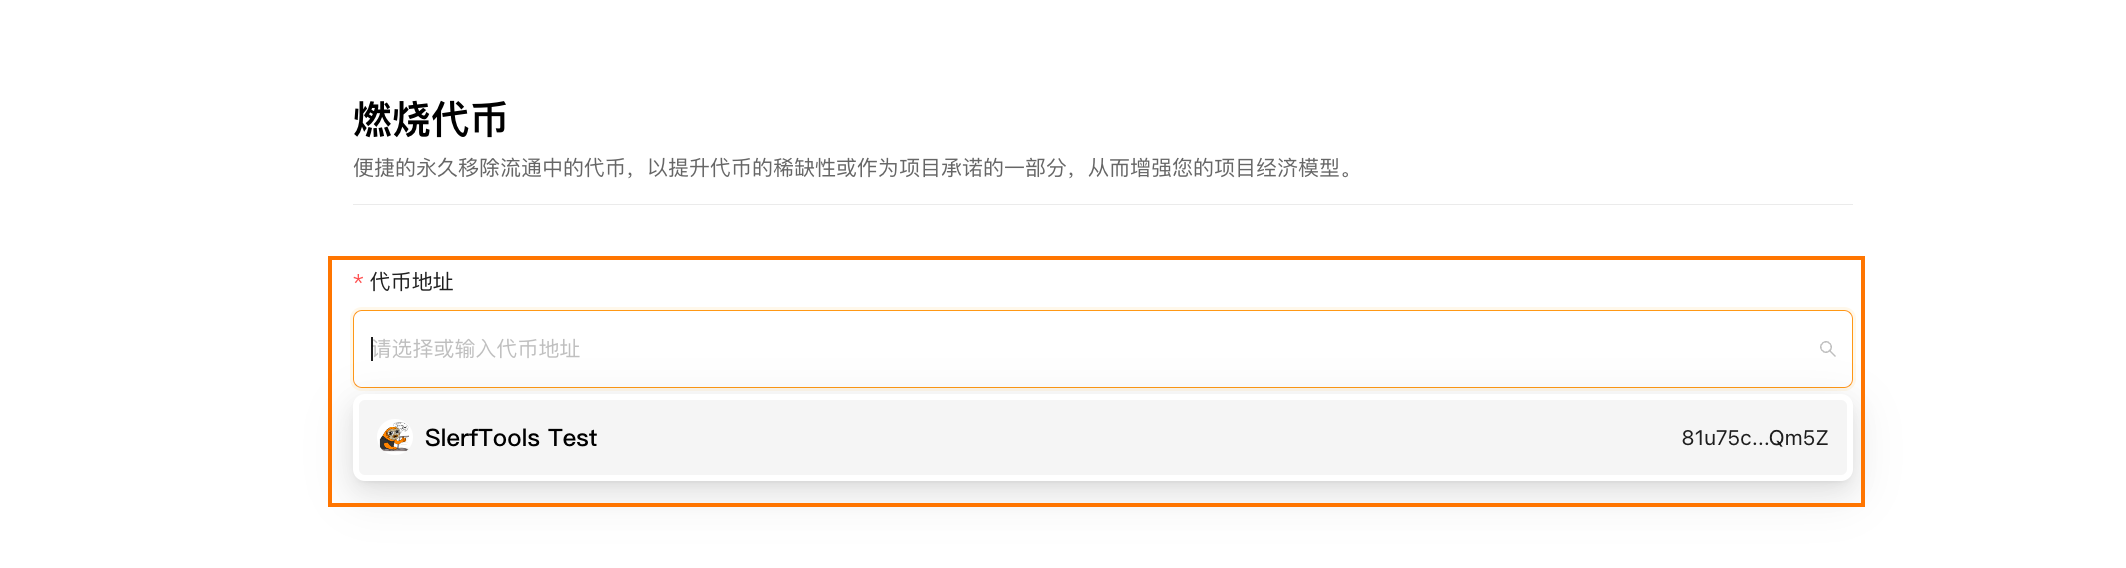 燃烧代币
便捷的永久移除流通中的代币，以提升代币的稀缺性或作为项目承诺的一部分，从而增强您的项目经济模型。
* 代币地址
请选择或输入代币地址
SlerfTools Test 81u75c...Qm5Z